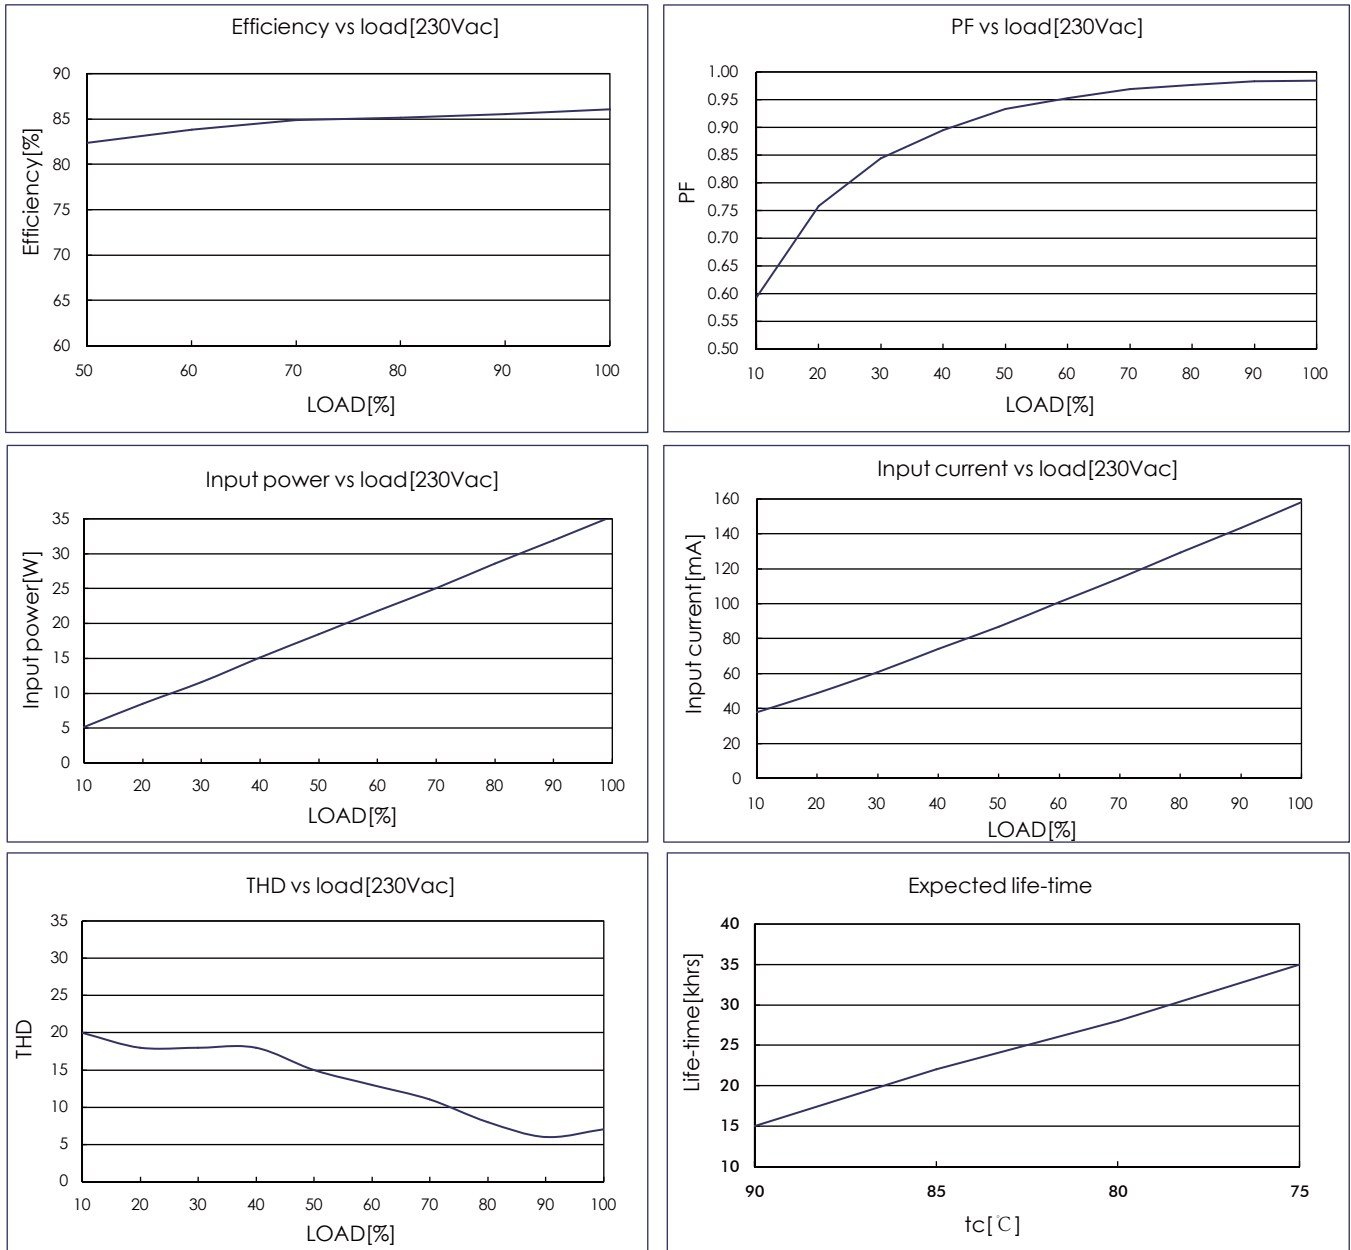 Efficiency vs load[230Vac]
90
85
80
75
70
65
60
Efficiency[%]
50 60 70 80 90 100
LOAD[%]
PF vs load[230Vac]
1.00
0.95
0.90
0.85
0.80
0.75
0.70
0.65
0.60
0.55
0.50
PF
10 20 30 40 50 60 70 80 90 100
LOAD[%]
Input power vs load[230Vac]
35
30
25
20
15
10
5
0
Input power[W]
10 20 30 40 50 60 70 80 90 100
LOAD[%]
Input current vs load[230Vac]
160
140
120
100
80
60
40
20
0
Input current[mA]
10 20 30 40 50 60 70 80 90 100
LOAD[%]
THD vs load[230Vac]
35
30
25
20
15
10
5
0
THD
10 20 30 40 50 60 70 80 90 100
LOAD[%]
Expected life-time
40
35
30
25
20
15
10
Life-time[khrs]
90 85 80 75
tc[℃]